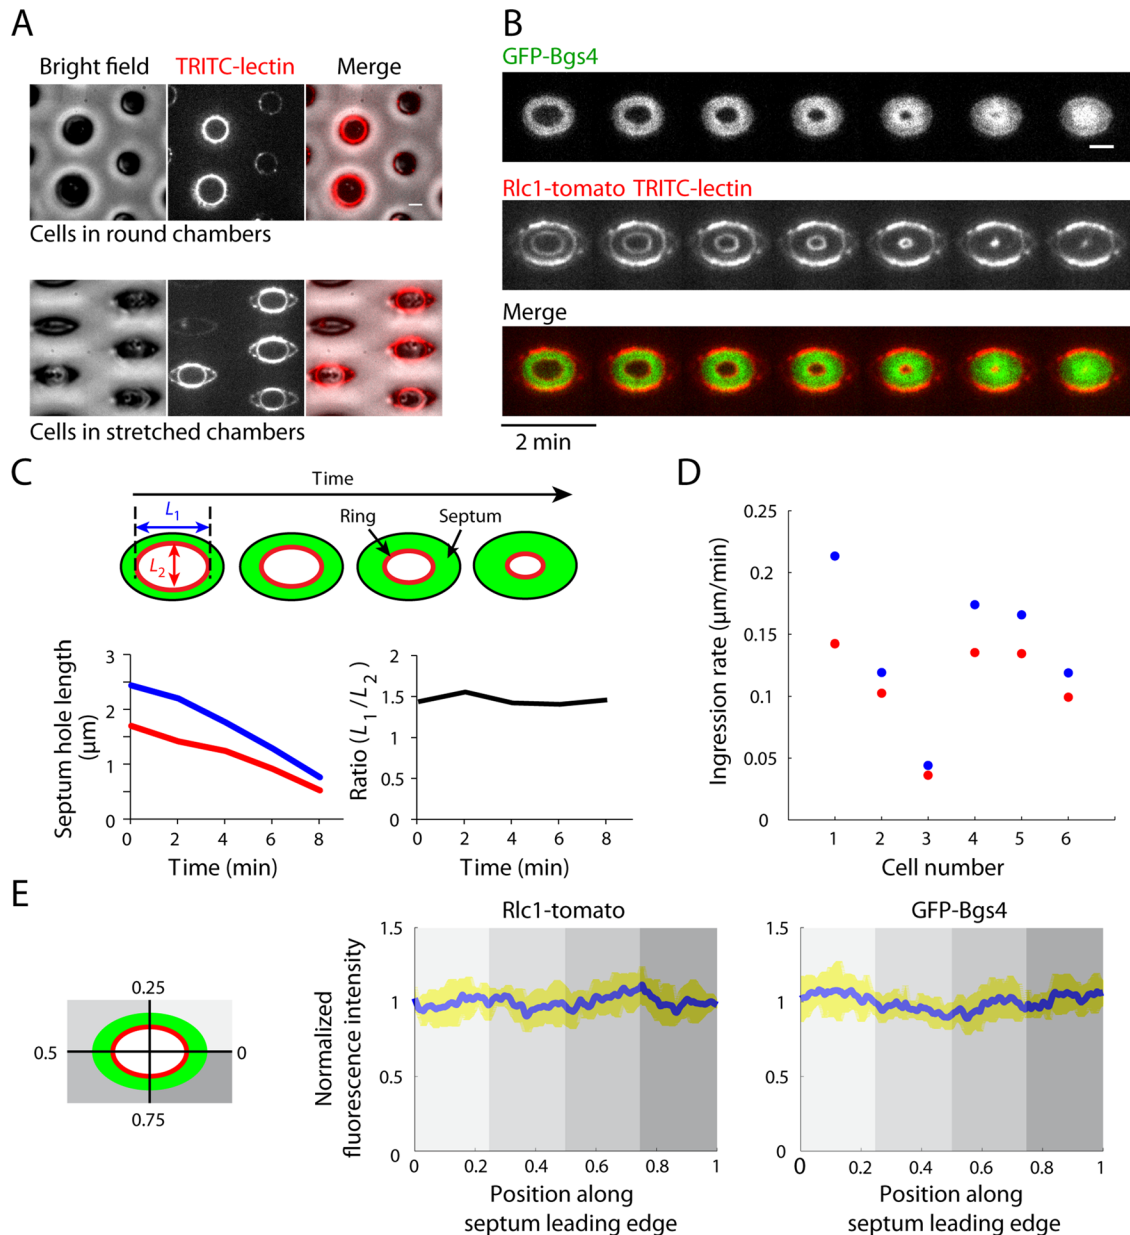 A
Bright field TRITC-lectin Merge
Cells in round chambers
Cells in stretched chambers
B
GFP-Bgs4
Rlc1-tomato TRITC-lectin
Merge
2 min
C
Time
L1
L2
Ring
Septum
Septum hole length
(μm)
3
2
1
0
0 2 4 6 8
Time (min)
Ratio (L1/L2)
2
1.5
1
0.5
0
0 2 4 6 8
Time (min)
D
Ingression rate (μm/min)
0.25
0.2
0.15
0.1
0.05
0
1 2 3 4 5 6
Cell number
E
0.25
0.5
0
0.75
Rlc1-tomato
Normalized
fluorescence intensity
1.5
1
0.5
0
0 0.2 0.4 0.6 0.8 1
Position along
septum leading edge
GFP-Bgs4
1.5
1
0.5
0
0 0.2 0.4 0.6 0.8 1
Position along
septum leading edge